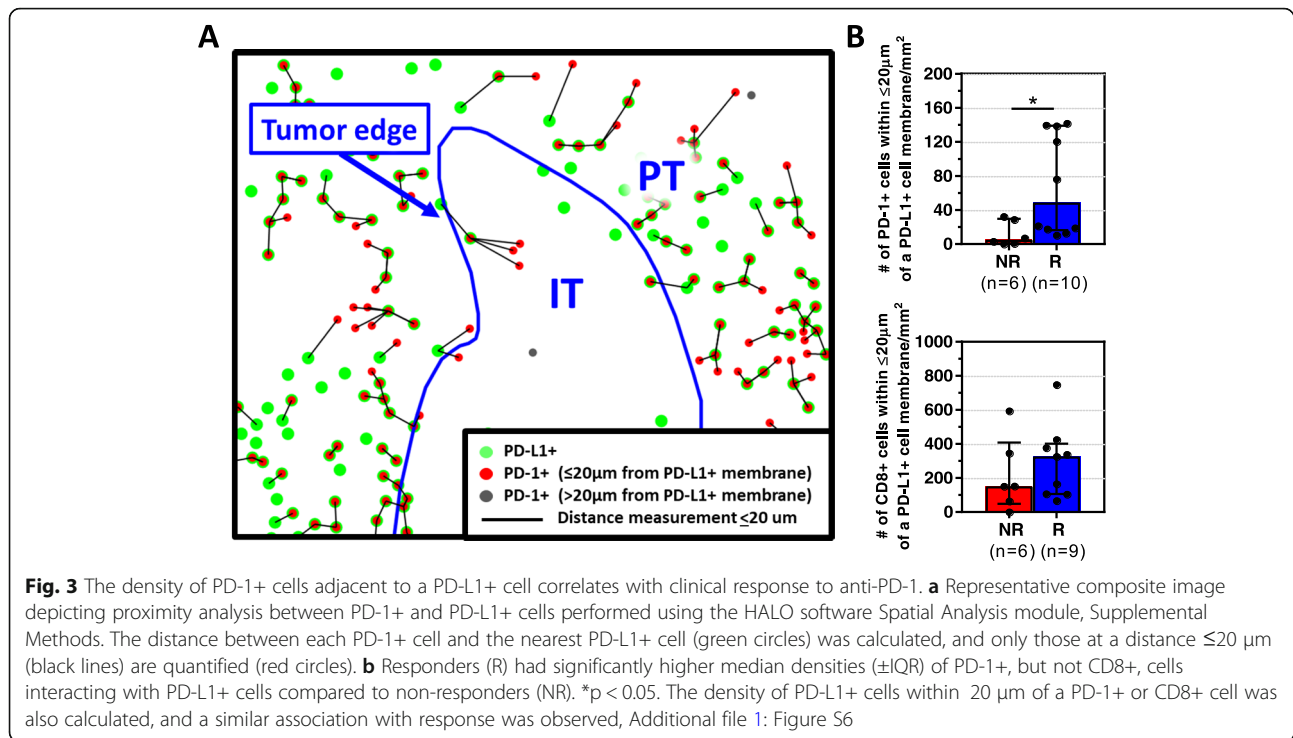 A
Tumor edge
PT
IT
PD-L1+
PD-1+ (≤20μm from PD-L1+ membrane)
PD-1+ (>20μm from PD-L1+ membrane)
Distance measurement ≤20 um
B
# of PD-1+ cells within ≤20μm
of a PD-L1+ cell membrane/mm²
200
160
120
80
40
0
*
NR
R
(n=6)
(n=10)
# of CD8+ cells within ≤20μm
of a PD-L1+ cell membrane/mm²
1000
800
600
400
200
0
NR
R
(n=6)
(n=9)
Fig. 3 The density of PD-1+ cells adjacent to a PD-L1+ cell correlates with clinical response to anti-PD-1. a Representative composite image
depicting proximity analysis between PD-1+ and PD-L1+ cells performed using the HALO software Spatial Analysis module, Supplemental
Methods. The distance between each PD-1+ cell and the nearest PD-L1+ cell (green circles) was calculated, and only those at a distance ≤20 μm
(black lines) are quantified (red circles). b Responders (R) had significantly higher median densities (±IQR) of PD-1+, but not CD8+, cells
interacting with PD-L1+ cells compared to non-responders (NR). *p < 0.05. The density of PD-L1+ cells within 20 μm of a PD-1+ or CD8+ cell was
also calculated, and a similar association with response was observed, Additional file 1: Figure S6